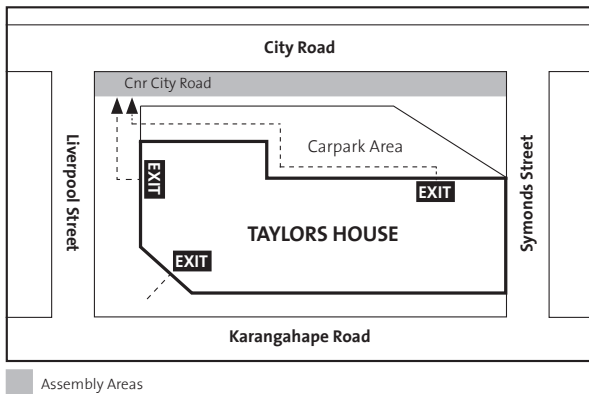 City Road
Cnr City Road
Liverpool Street
Carpark Area
Symonds Street
EXIT
EXIT
TAYLORS HOUSE
EXIT
Karangahape Road
Assembly Areas